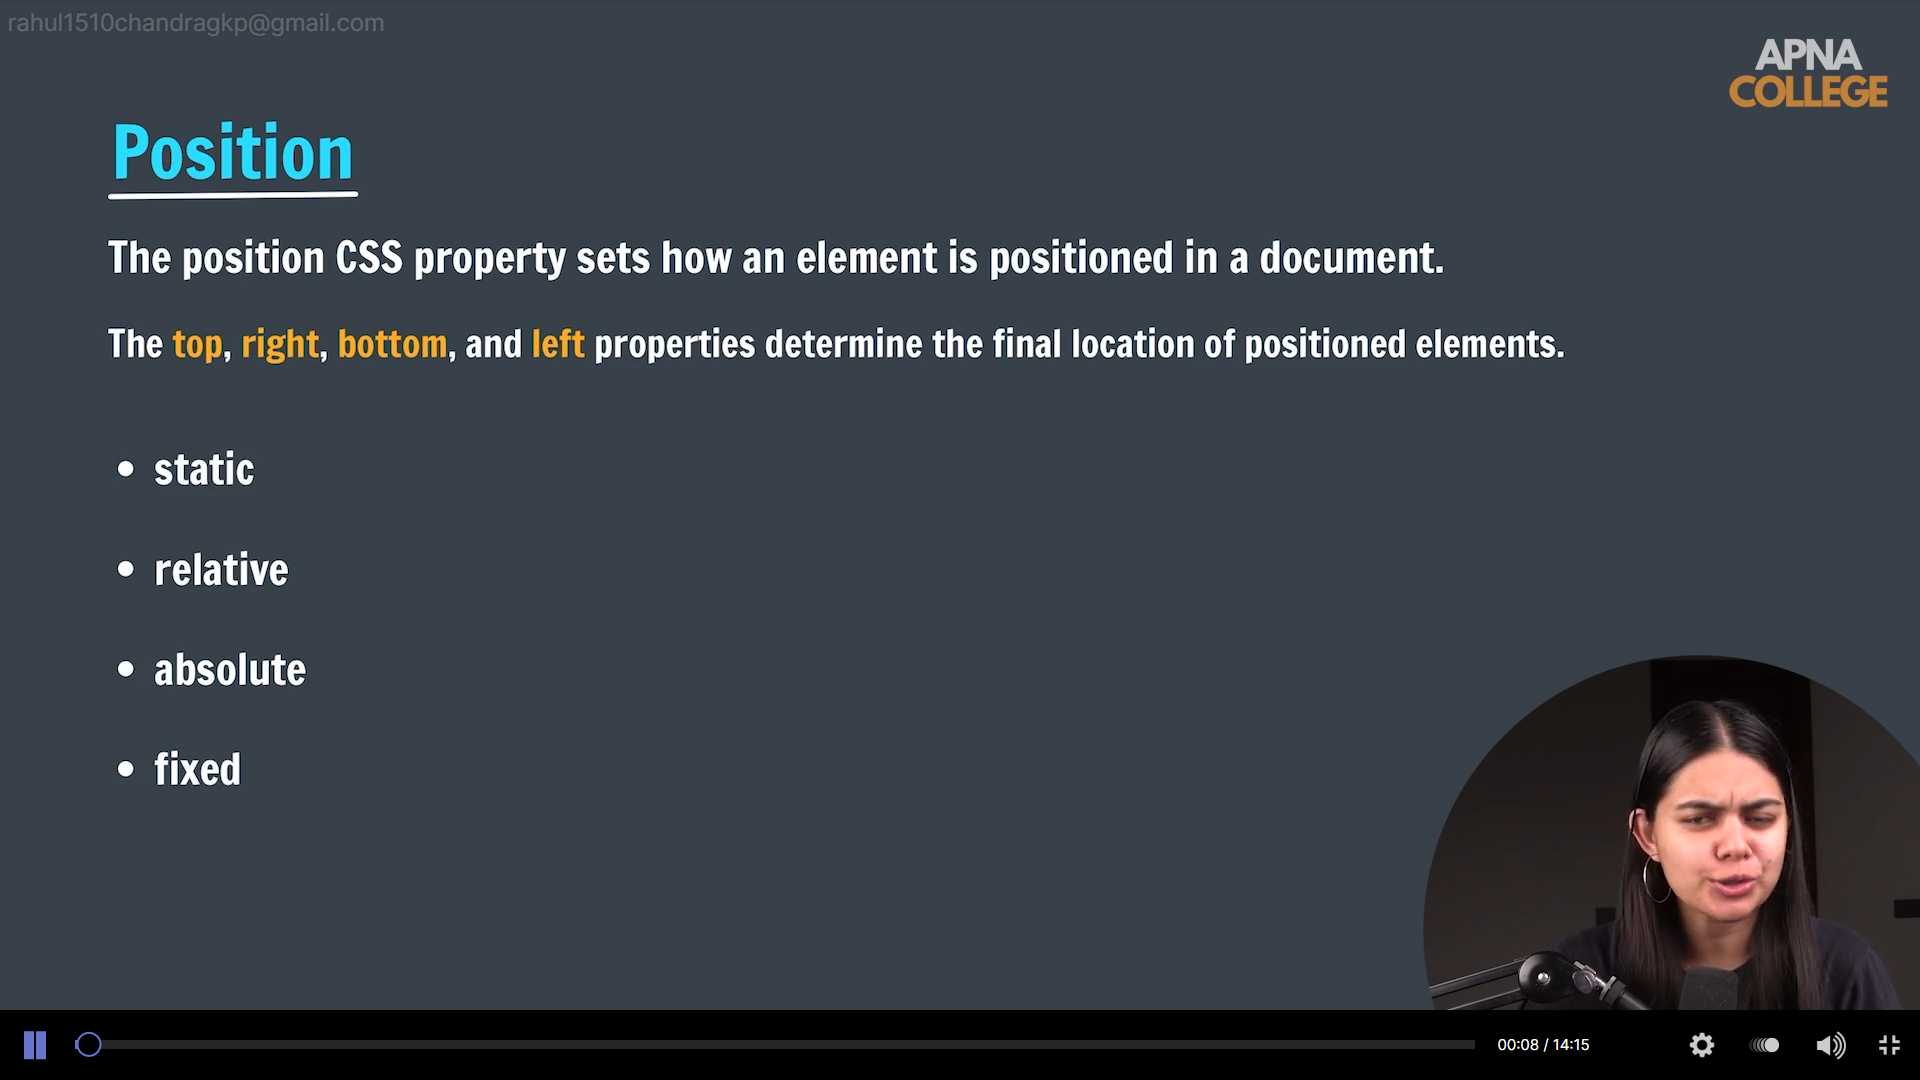 rahul1510chandragkp@gmail.com
APNA
COLLEGE
Position
The position CSS property sets how an element is positioned in a document.
The top, right, bottom, and left properties determine the final location of positioned elements.
• static
• relative
• absolute
• fixed
00:08 / 14:15